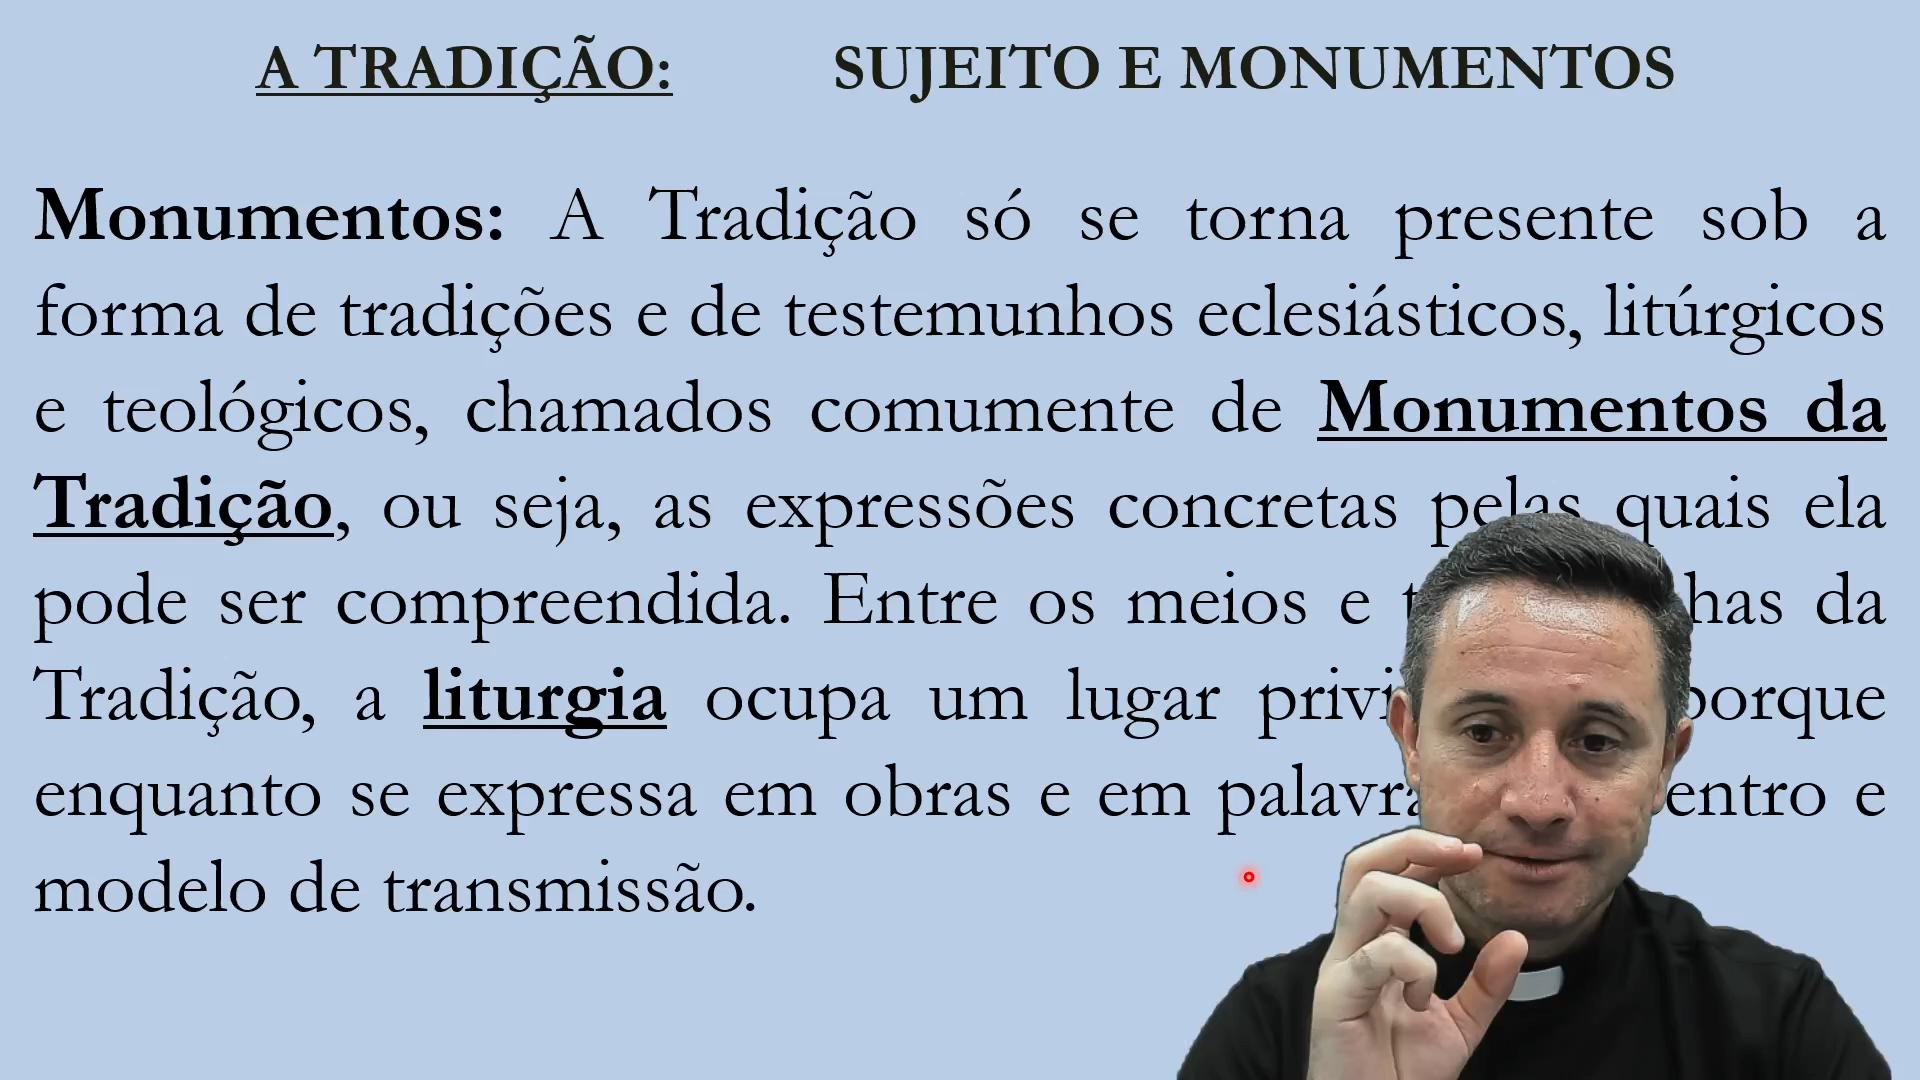 A TRADIÇÃO: SUJEITO E MONUMENTOS
Monumentos: A Tradição só se torna presente sob a
forma de tradições e de testemunhos eclesiásticos, litúrgicos
e teológicos, chamados comumente de Monumentos da
Tradição, ou seja, as expressões concretas pelas quais ela
pode ser compreendida. Entre os meios e da
Tradição, a liturgia ocupa um lugar porque
enquanto se expressa em obras e em e
modelo de transmissão.